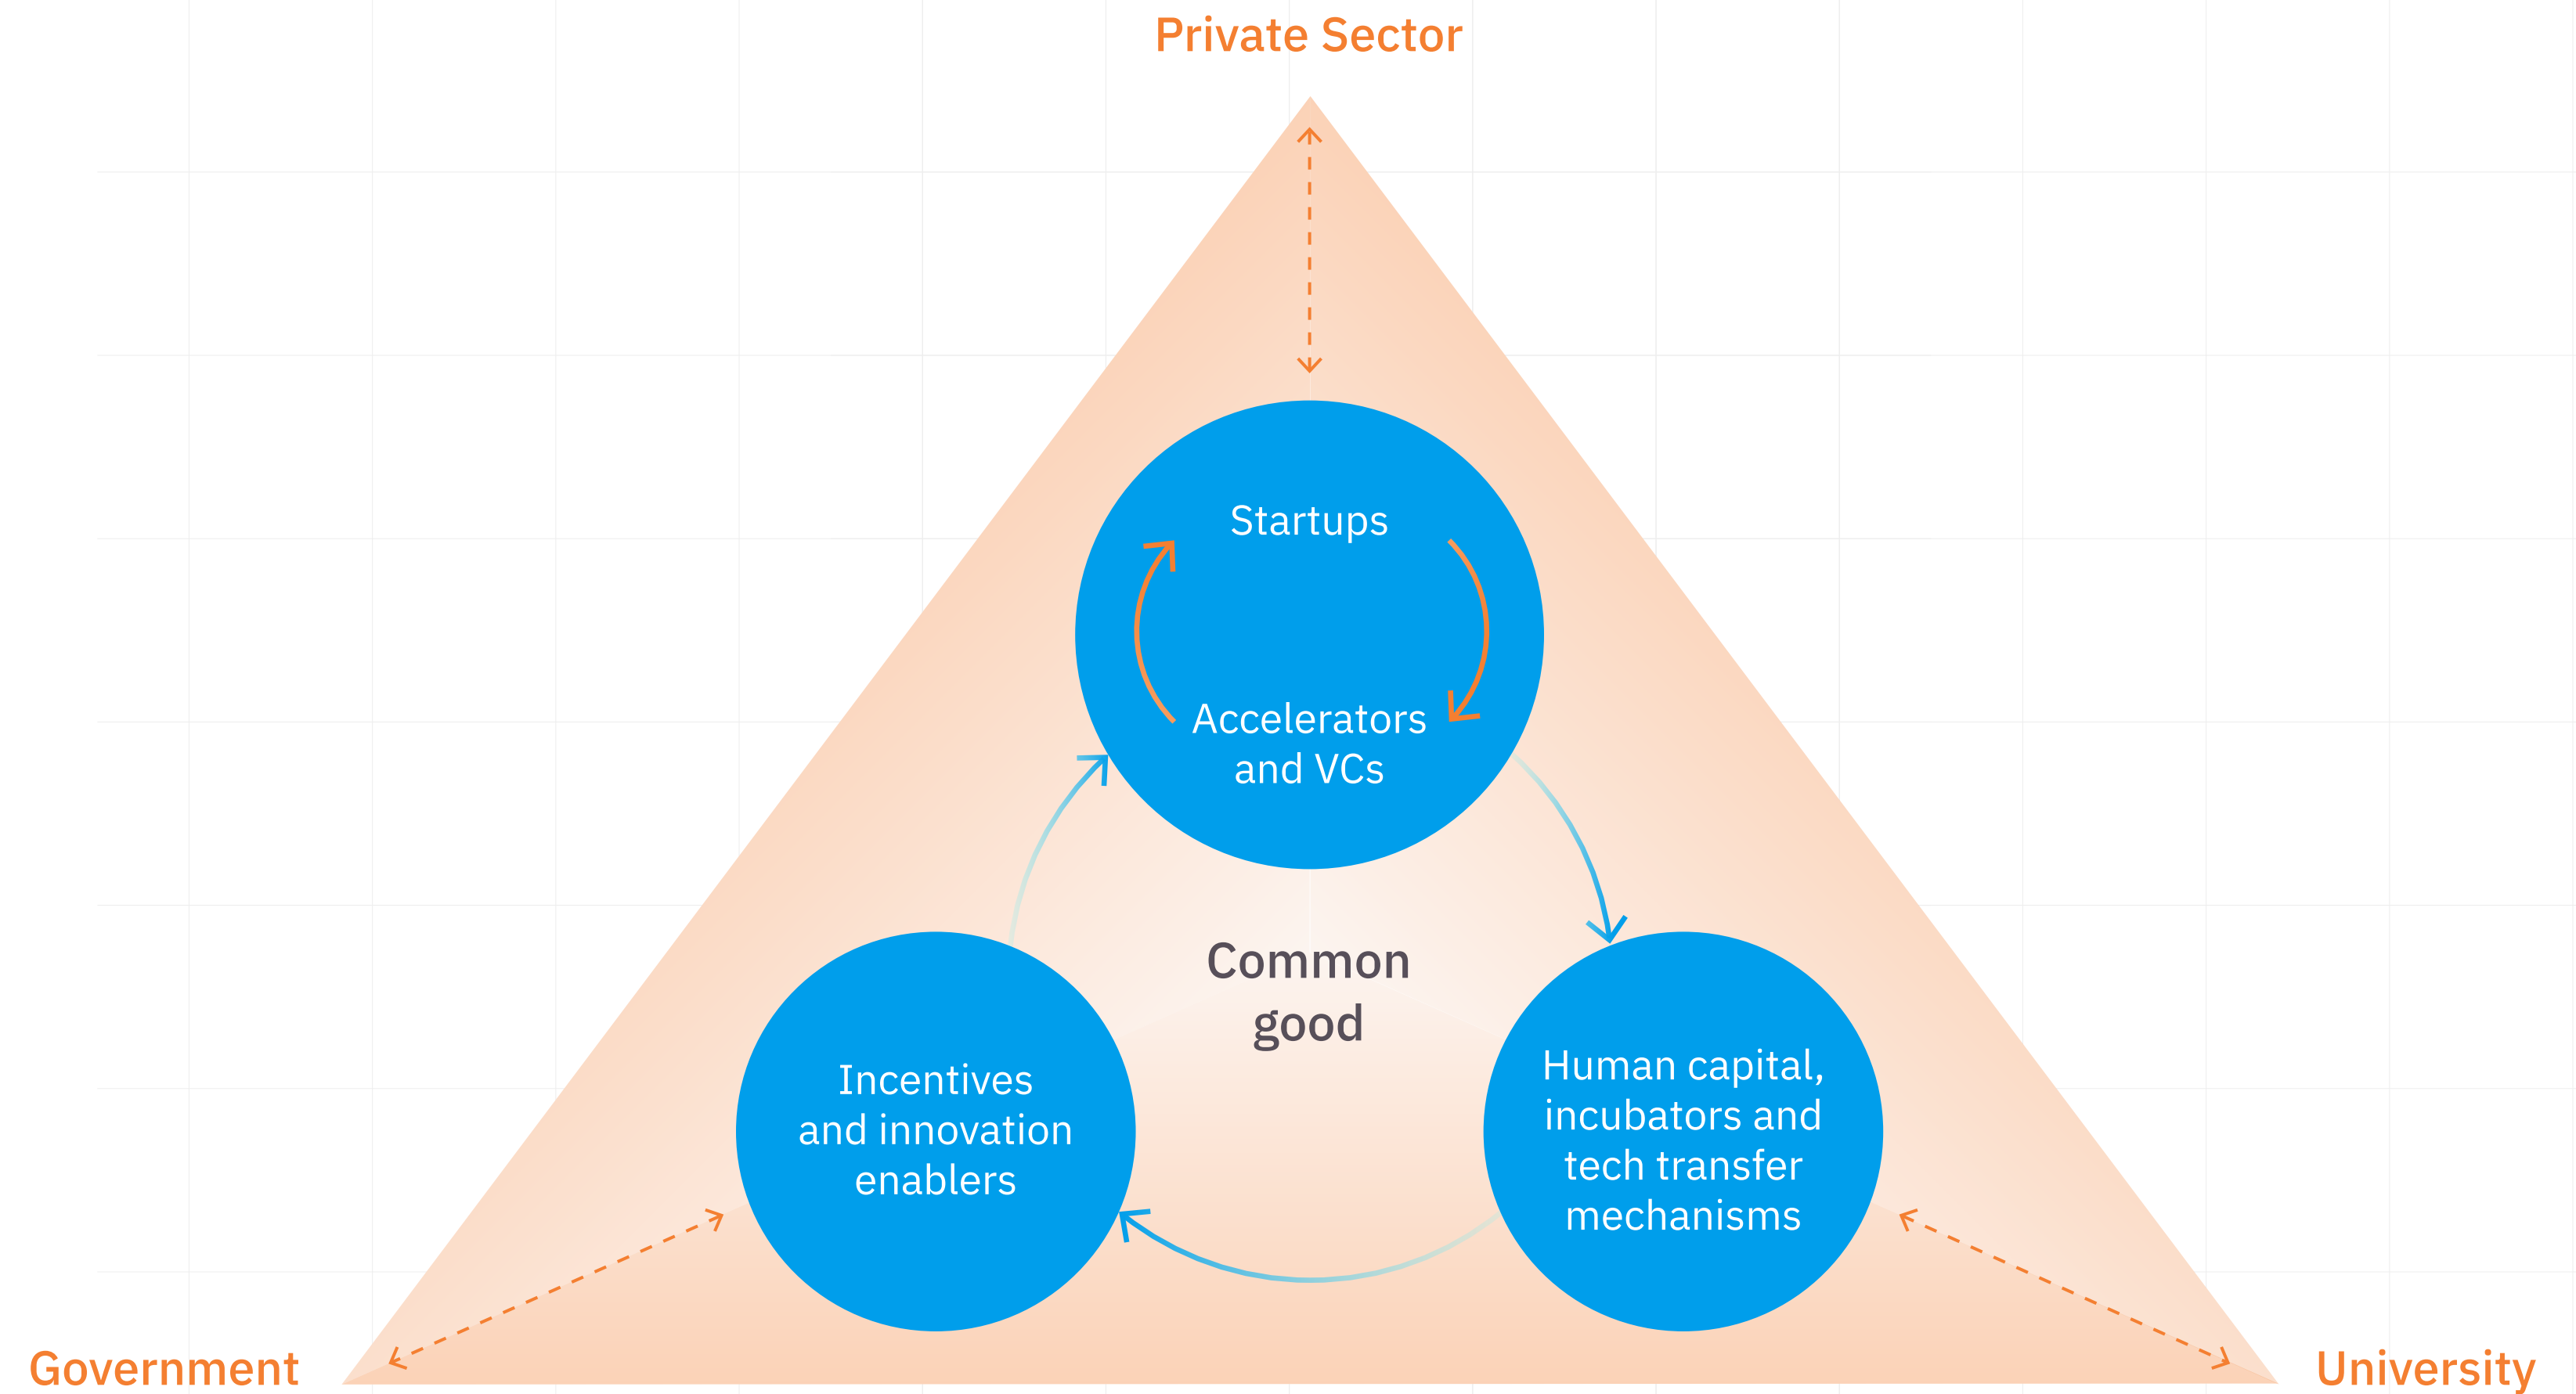 Private Sector
Startups
Accelerators
and VCs
Common
good
Incentives
and innovation
enablers
Human capital,
incubators and
tech transfer
mechanisms
Government
University